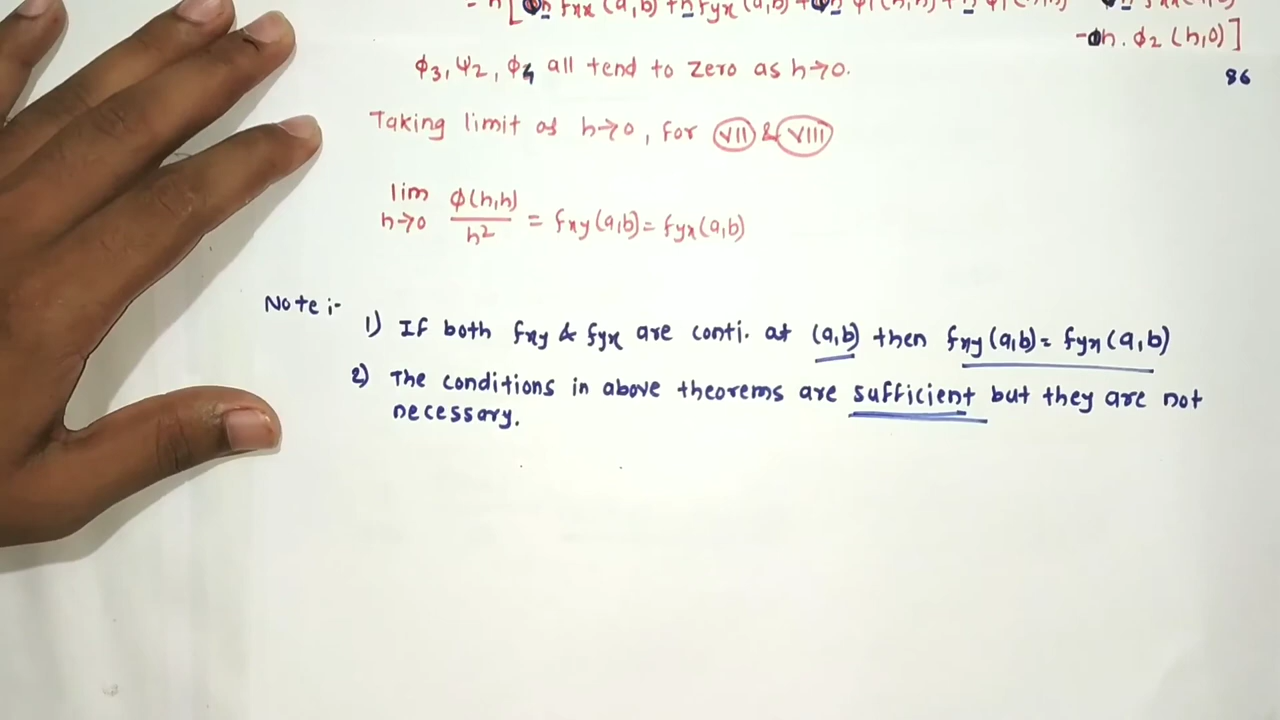 -øh. φ₂ (h,0) ]
86
φ₃, ψ₂, φ₄ all tend to zero as h→0.
Taking limit as h→0, for VII & VIII
lim h→0 φ(h,h)/h² = fxy (a,b) = fyx (a,b)
Note :-
1) If both fxy & fyx are conti. at (a,b) then fxy (a,b) = fyx (a,b)
2) The conditions in above theorems are sufficient but they are not
necessary.